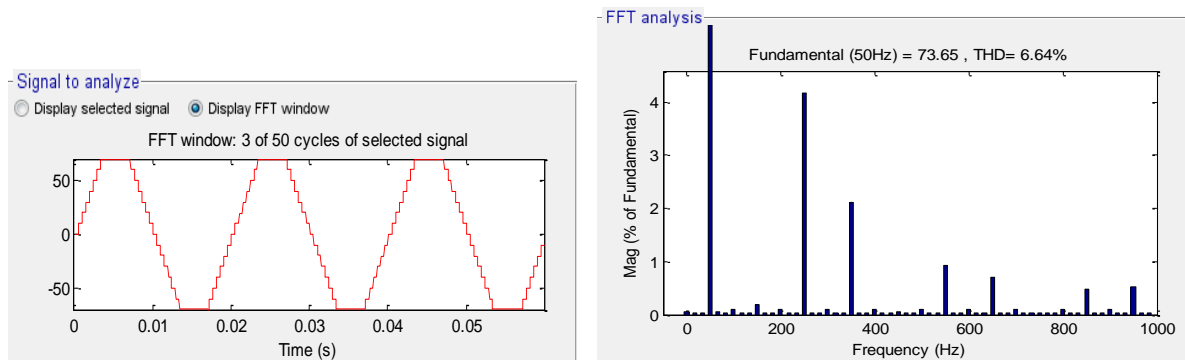 Signal to analyze
Display selected signal Display FFT window
FFT window: 3 of 50 cycles of selected signal
50
0
-50
0 0.01 0.02 0.03 0.04 0.05
Time (s)
FFT analysis
Fundamental (50Hz) = 73.65 , THD= 6.64%
Mag (% of Fundamental)
4
3
2
1
0
0 200 400 600 800 1000
Frequency (Hz)